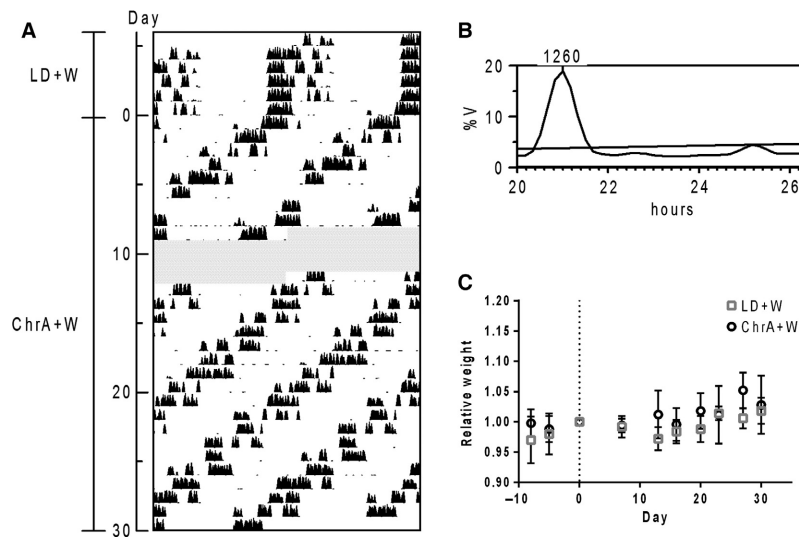 A
Day
LD+W
0
10
ChrA+W
20
30
B
1260
20
10
0
% V
20 22 24 26
hours
C
1.20
1.15
1.10
1.05
1.00
0.95
0.90
Relative weight
LD+W
ChrA+W
–10 0 10 20 30
Day